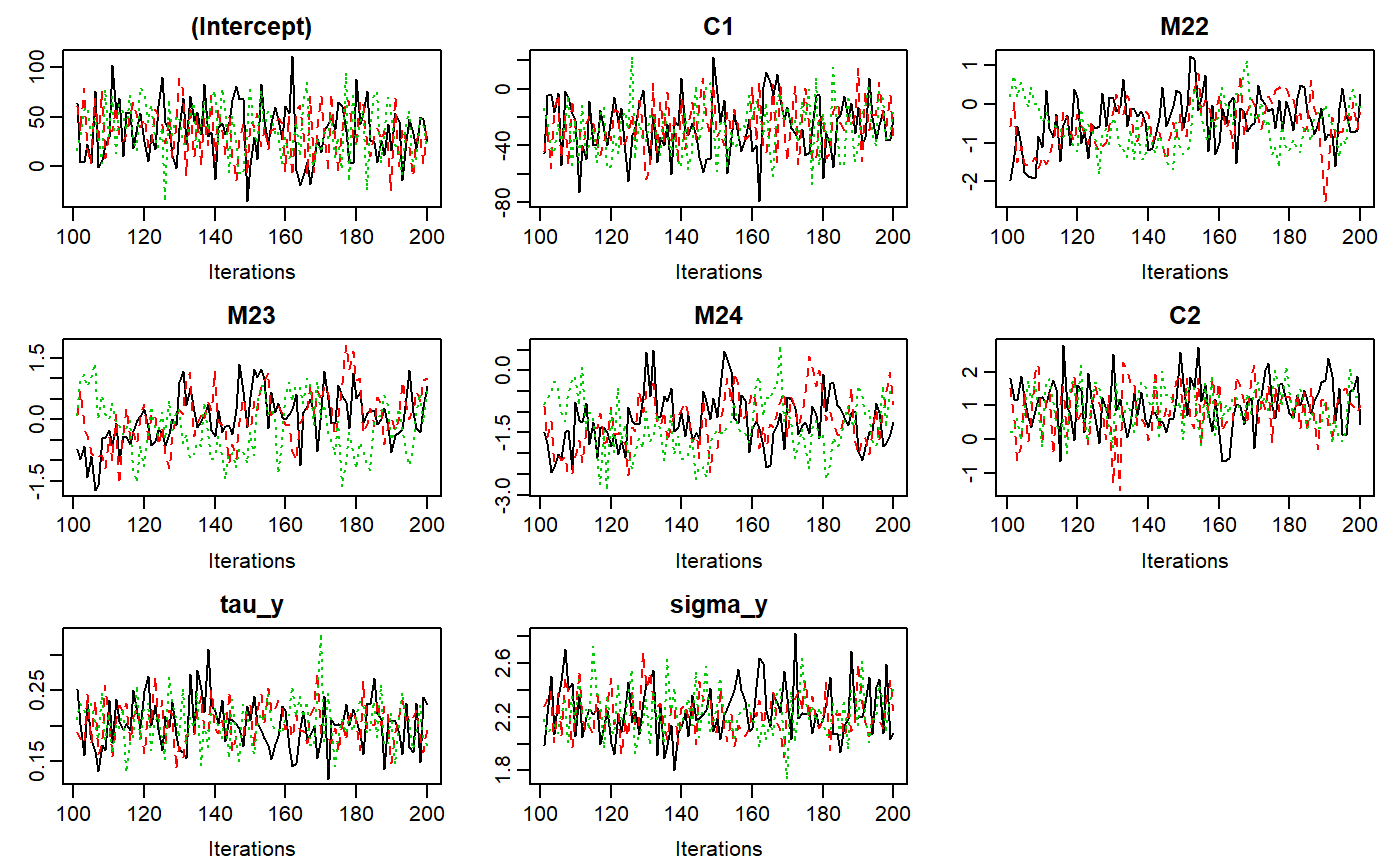 (Intercept) C1 M22
100 50 0
0 -40 -80
1 0 -1 -2
100 120 140 160 180 200 100 120 140 160 180 200 100 120 140 160 180 200
Iterations Iterations Iterations
M23 M24 C2
1.5 0.0 -1.5
0.0 -1.5 -3.0
2 1 0 -1
100 120 140 160 180 200 100 120 140 160 180 200 100 120 140 160 180 200
Iterations Iterations Iterations
tau_y sigma_y
0.25 0.15
2.6 2.2 1.8
100 120 140 160 180 200 100 120 140 160 180 200
Iterations Iterations